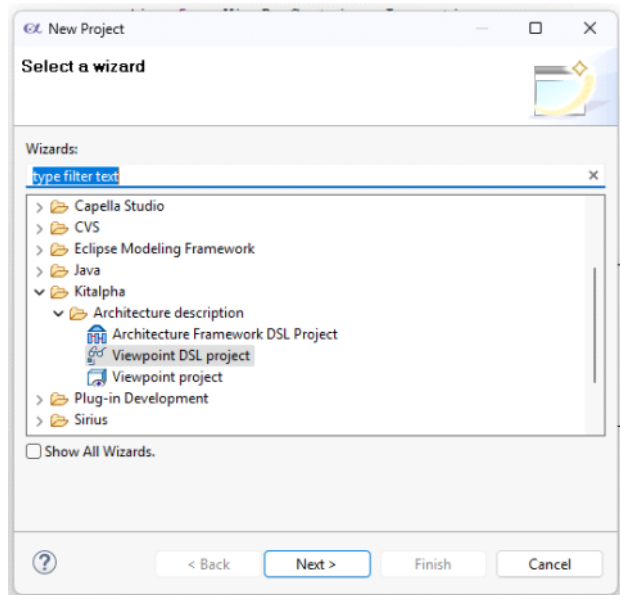 New Project
Select a wizard
Wizards:
type filter text
Capella Studio
CVS
Eclipse Modeling Framework
Java
Kitalpha
Architecture description
Architecture Framework DSL Project
Viewpoint DSL project
Viewpoint project
Plug-in Development
Sirius
Show All Wizards.
< Back Next > Finish Cancel